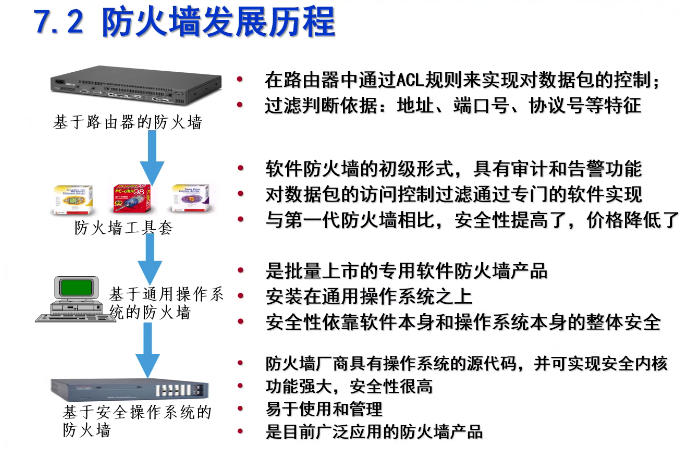 7.2 防火墙发展历程
在路由器中通过ACL规则来实现对数据包的控制；
过滤判断依据：地址、端口号、协议号等特征
基于路由器的防火墙
软件防火墙的初级形式，具有审计和告警功能
对数据包的访问控制过滤通过专门的软件实现
与第一代防火墙相比，安全性提高了，价格降低了
防火墙工具套
是批量上市的专用软件防火墙产品
安装在通用操作系统之上
安全性依靠软件本身和操作系统本身的整体安全
基于通用操作系
统的防火墙
防火墙厂商具有操作系统的源代码，并可实现安全内核
功能强大，安全性很高
易于使用和管理
是目前广泛应用的防火墙产品
基于安全操作系统的
防火墙